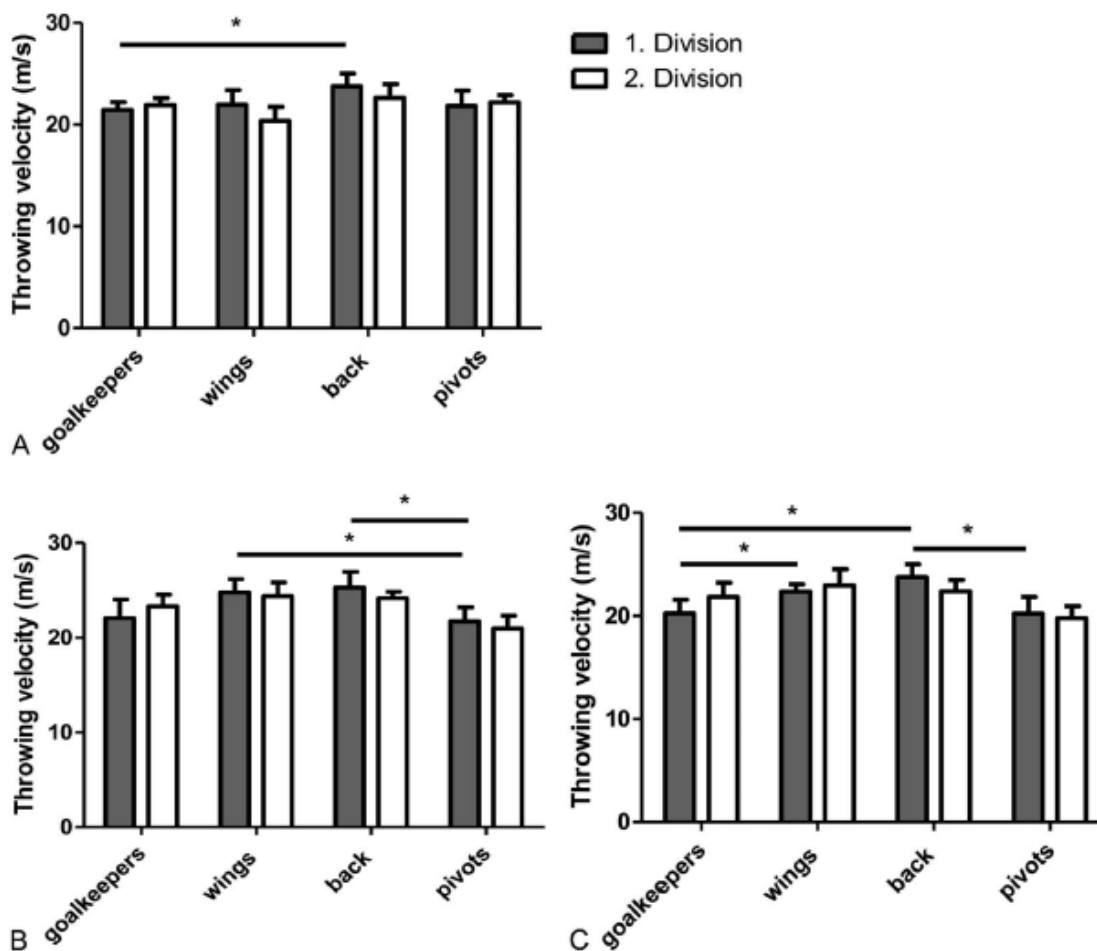 Throwing velocity (m/s)
30
20
10
0
*
1. Division
2. Division
goalkeepers
wings
back
pivots
A
Throwing velocity (m/s)
30
20
10
0
*
*
goalkeepers
wings
back
pivots
B
Throwing velocity (m/s)
30
20
10
0
*
*
*
goalkeepers
wings
back
pivots
C